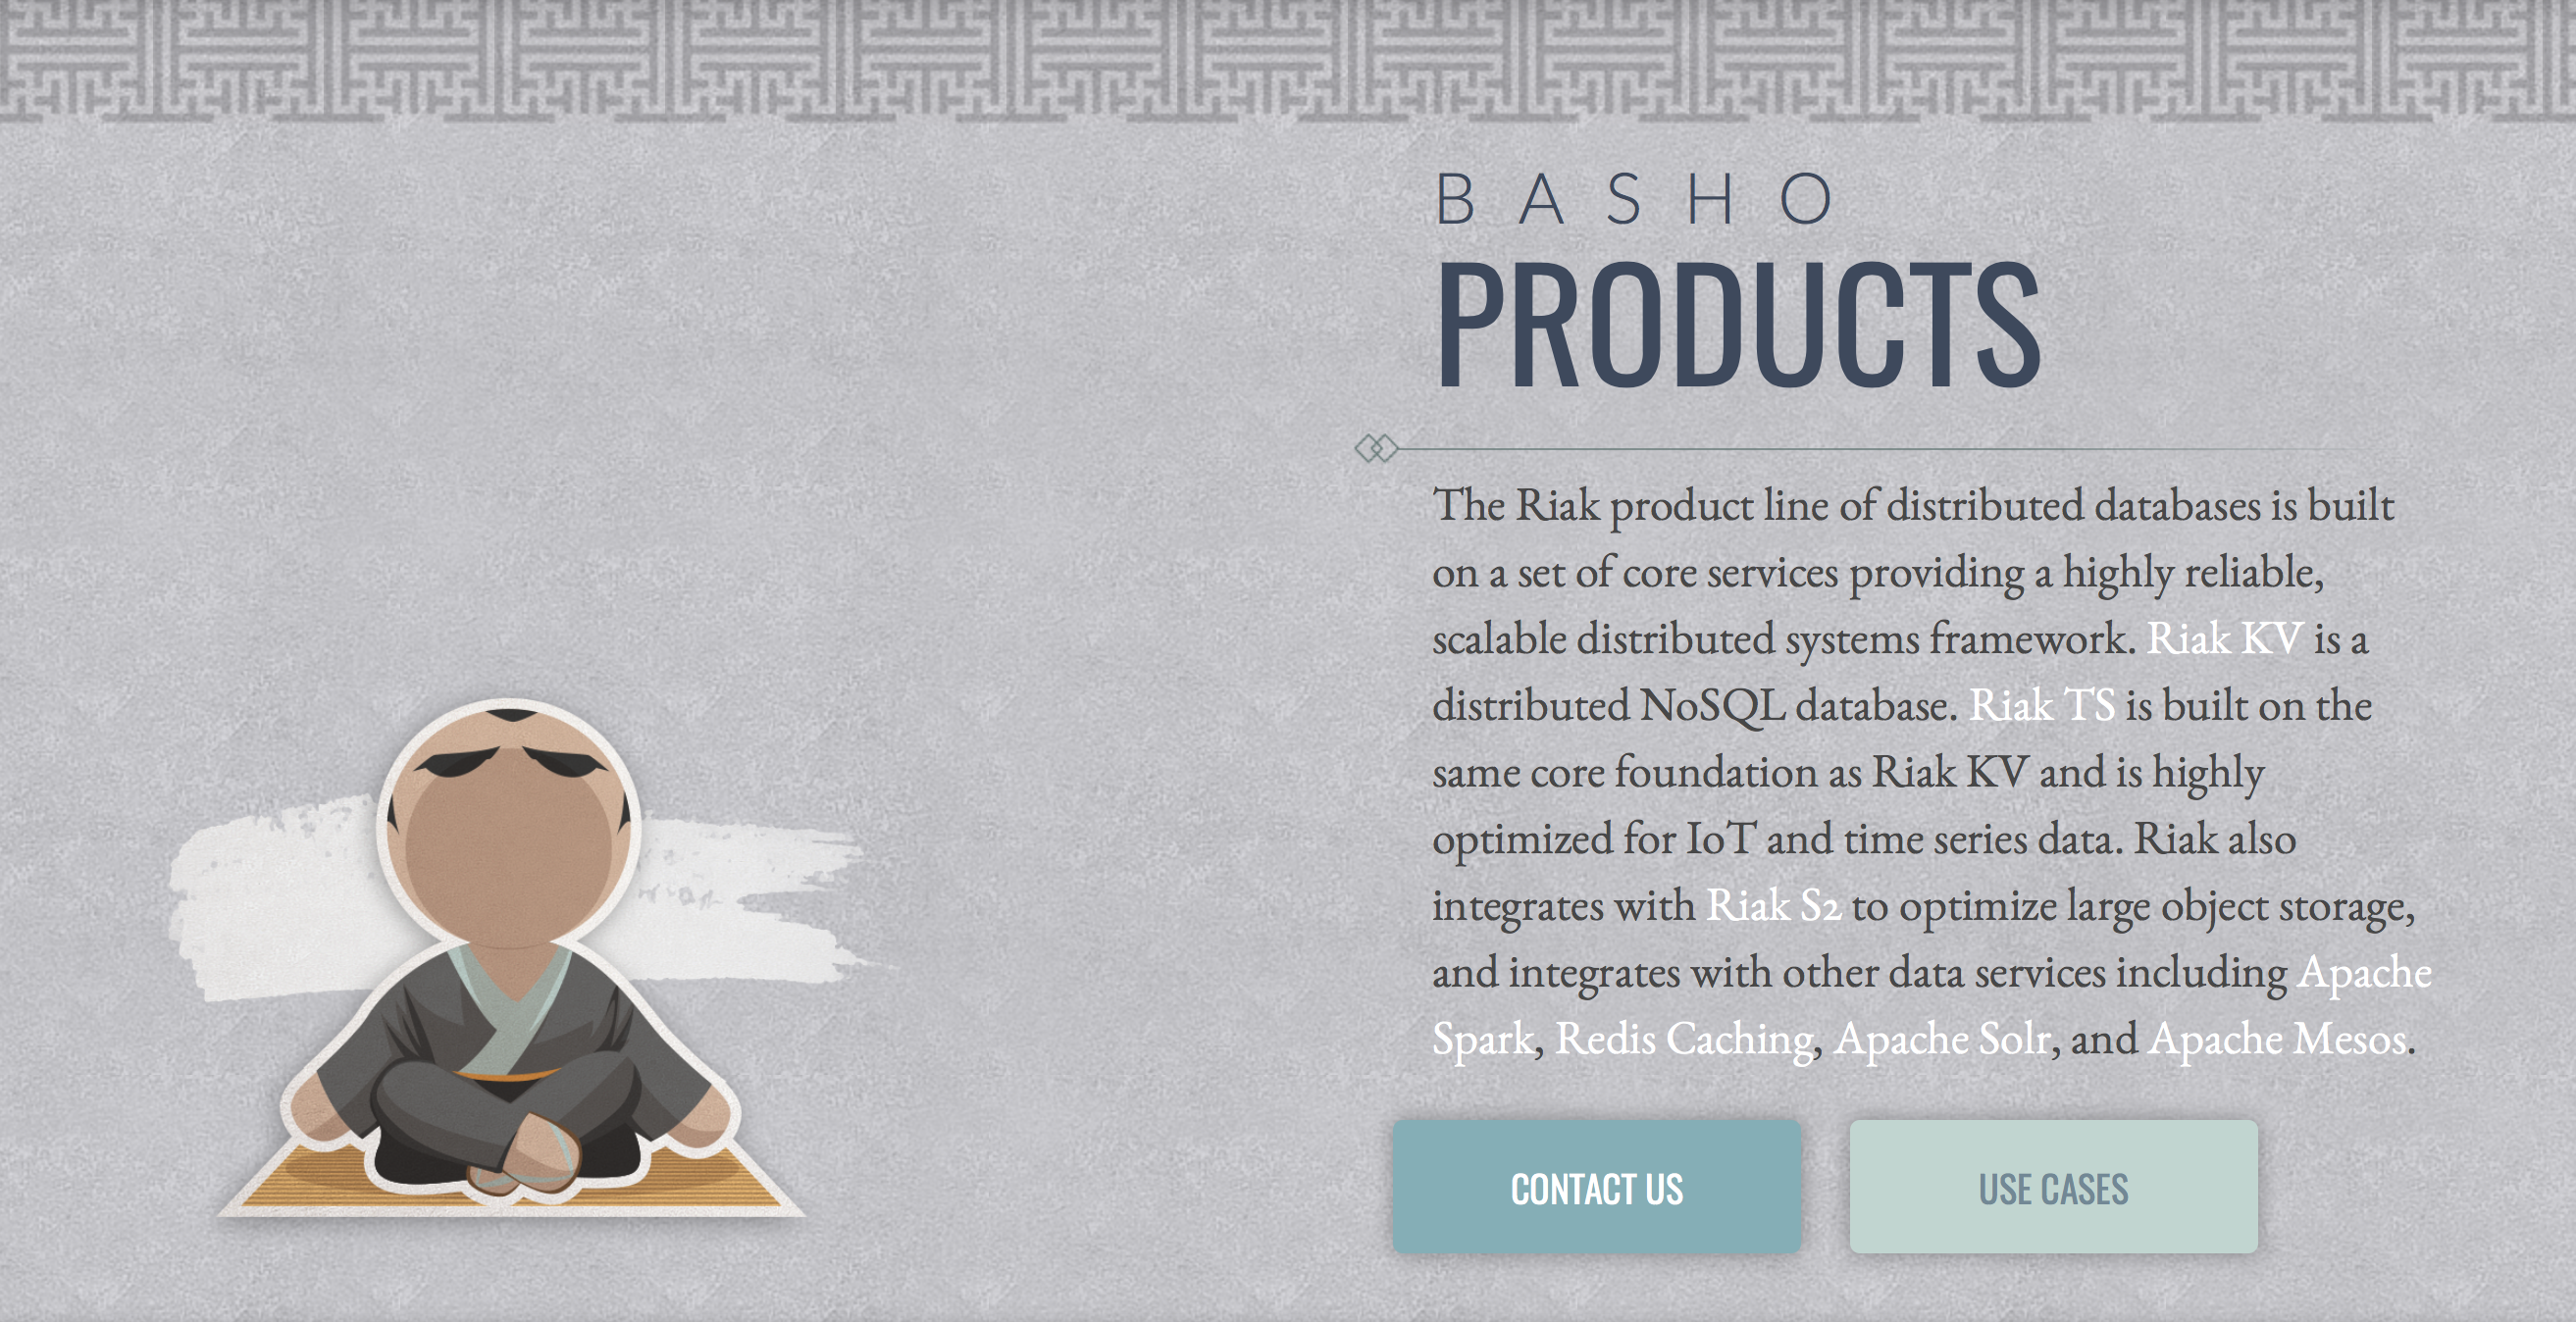 BASHO
PRODUCTS
The Riak product line of distributed databases is built
on a set of core services providing a highly reliable,
scalable distributed systems framework. Riak KV is a
distributed NoSQL database. Riak TS is built on the
same core foundation as Riak KV and is highly
optimized for IoT and time series data. Riak also
integrates with Riak S2 to optimize large object storage,
and integrates with other data services including Apache
Spark, Redis Caching, Apache Solr, and Apache Mesos.
CONTACT US
USE CASES